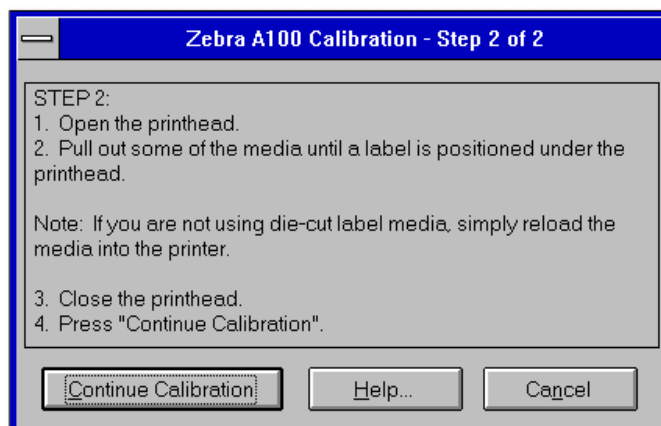 Zebra A100 Calibration - Step 2 of 2
STEP 2:
1. Open the printhead.
2. Pull out some of the media until a label is positioned under the
printhead.
Note: If you are not using die-cut label media, simply reload the
media into the printer.
3. Close the printhead.
4. Press "Continue Calibration".
Continue Calibration Help... Cancel